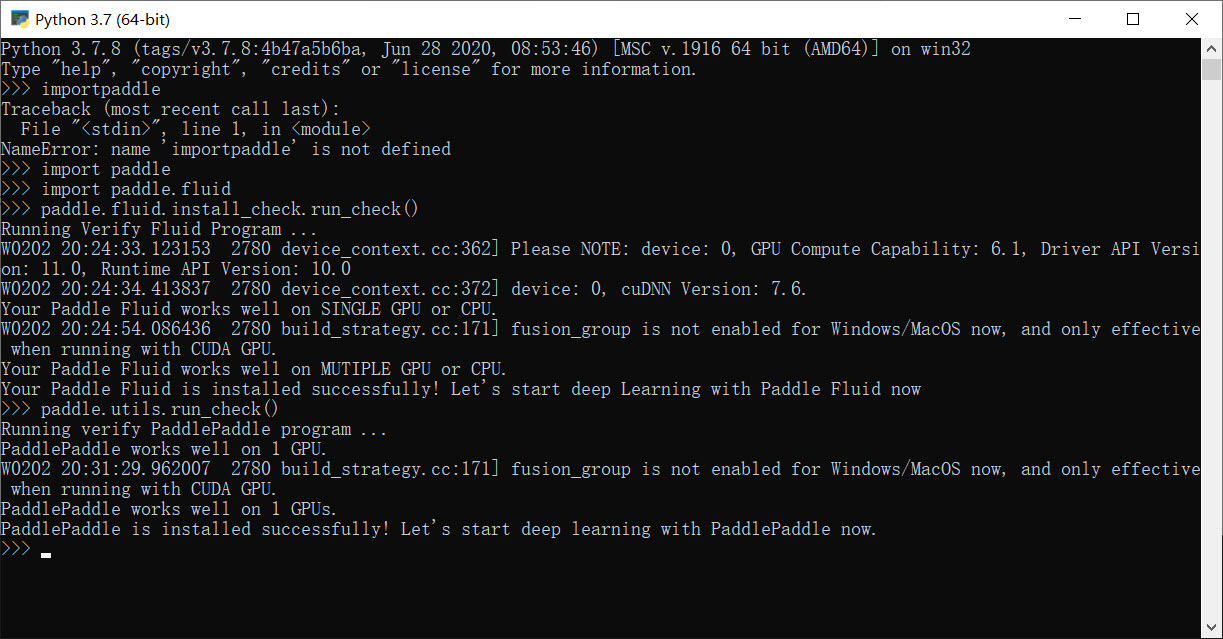 Python 3.7 (64-bit)
Python 3.7.8 (tags/v3.7.8:4b47a5b6ba, Jun 28 2020, 08:53:46) [MSC v.1916 64 bit (AMD64)] on win32
Type "help", "copyright", "credits" or "license" for more information.
>>> importpaddle
Traceback (most recent call last):
  File "<stdin>", line 1, in <module>
NameError: name 'importpaddle' is not defined
>>> import paddle
>>> import paddle.fluid
>>> paddle.fluid.install_check.run_check()
Running Verify Fluid Program ...
W0202 20:24:33.123153  2780 device_context.cc:362] Please NOTE: device: 0, GPU Compute Capability: 6.1, Driver API Versi
on: 11.0, Runtime API Version: 10.0
W0202 20:24:34.413837  2780 device_context.cc:372] device: 0, cuDNN Version: 7.6.
Your Paddle Fluid works well on SINGLE GPU or CPU.
W0202 20:24:54.086436  2780 build_strategy.cc:171] fusion_group is not enabled for Windows/MacOS now, and only effective
 when running with CUDA GPU.
Your Paddle Fluid works well on MUTIPLE GPU or CPU.
Your Paddle Fluid is installed successfully! Let's start deep Learning with Paddle Fluid now
>>> paddle.utils.run_check()
Running verify PaddlePaddle program ...
PaddlePaddle works well on 1 GPU.
W0202 20:31:29.962007  2780 build_strategy.cc:171] fusion_group is not enabled for Windows/MacOS now, and only effective
 when running with CUDA GPU.
PaddlePaddle works well on 1 GPUs.
PaddlePaddle is installed successfully! Let's start deep learning with PaddlePaddle now.
>>>